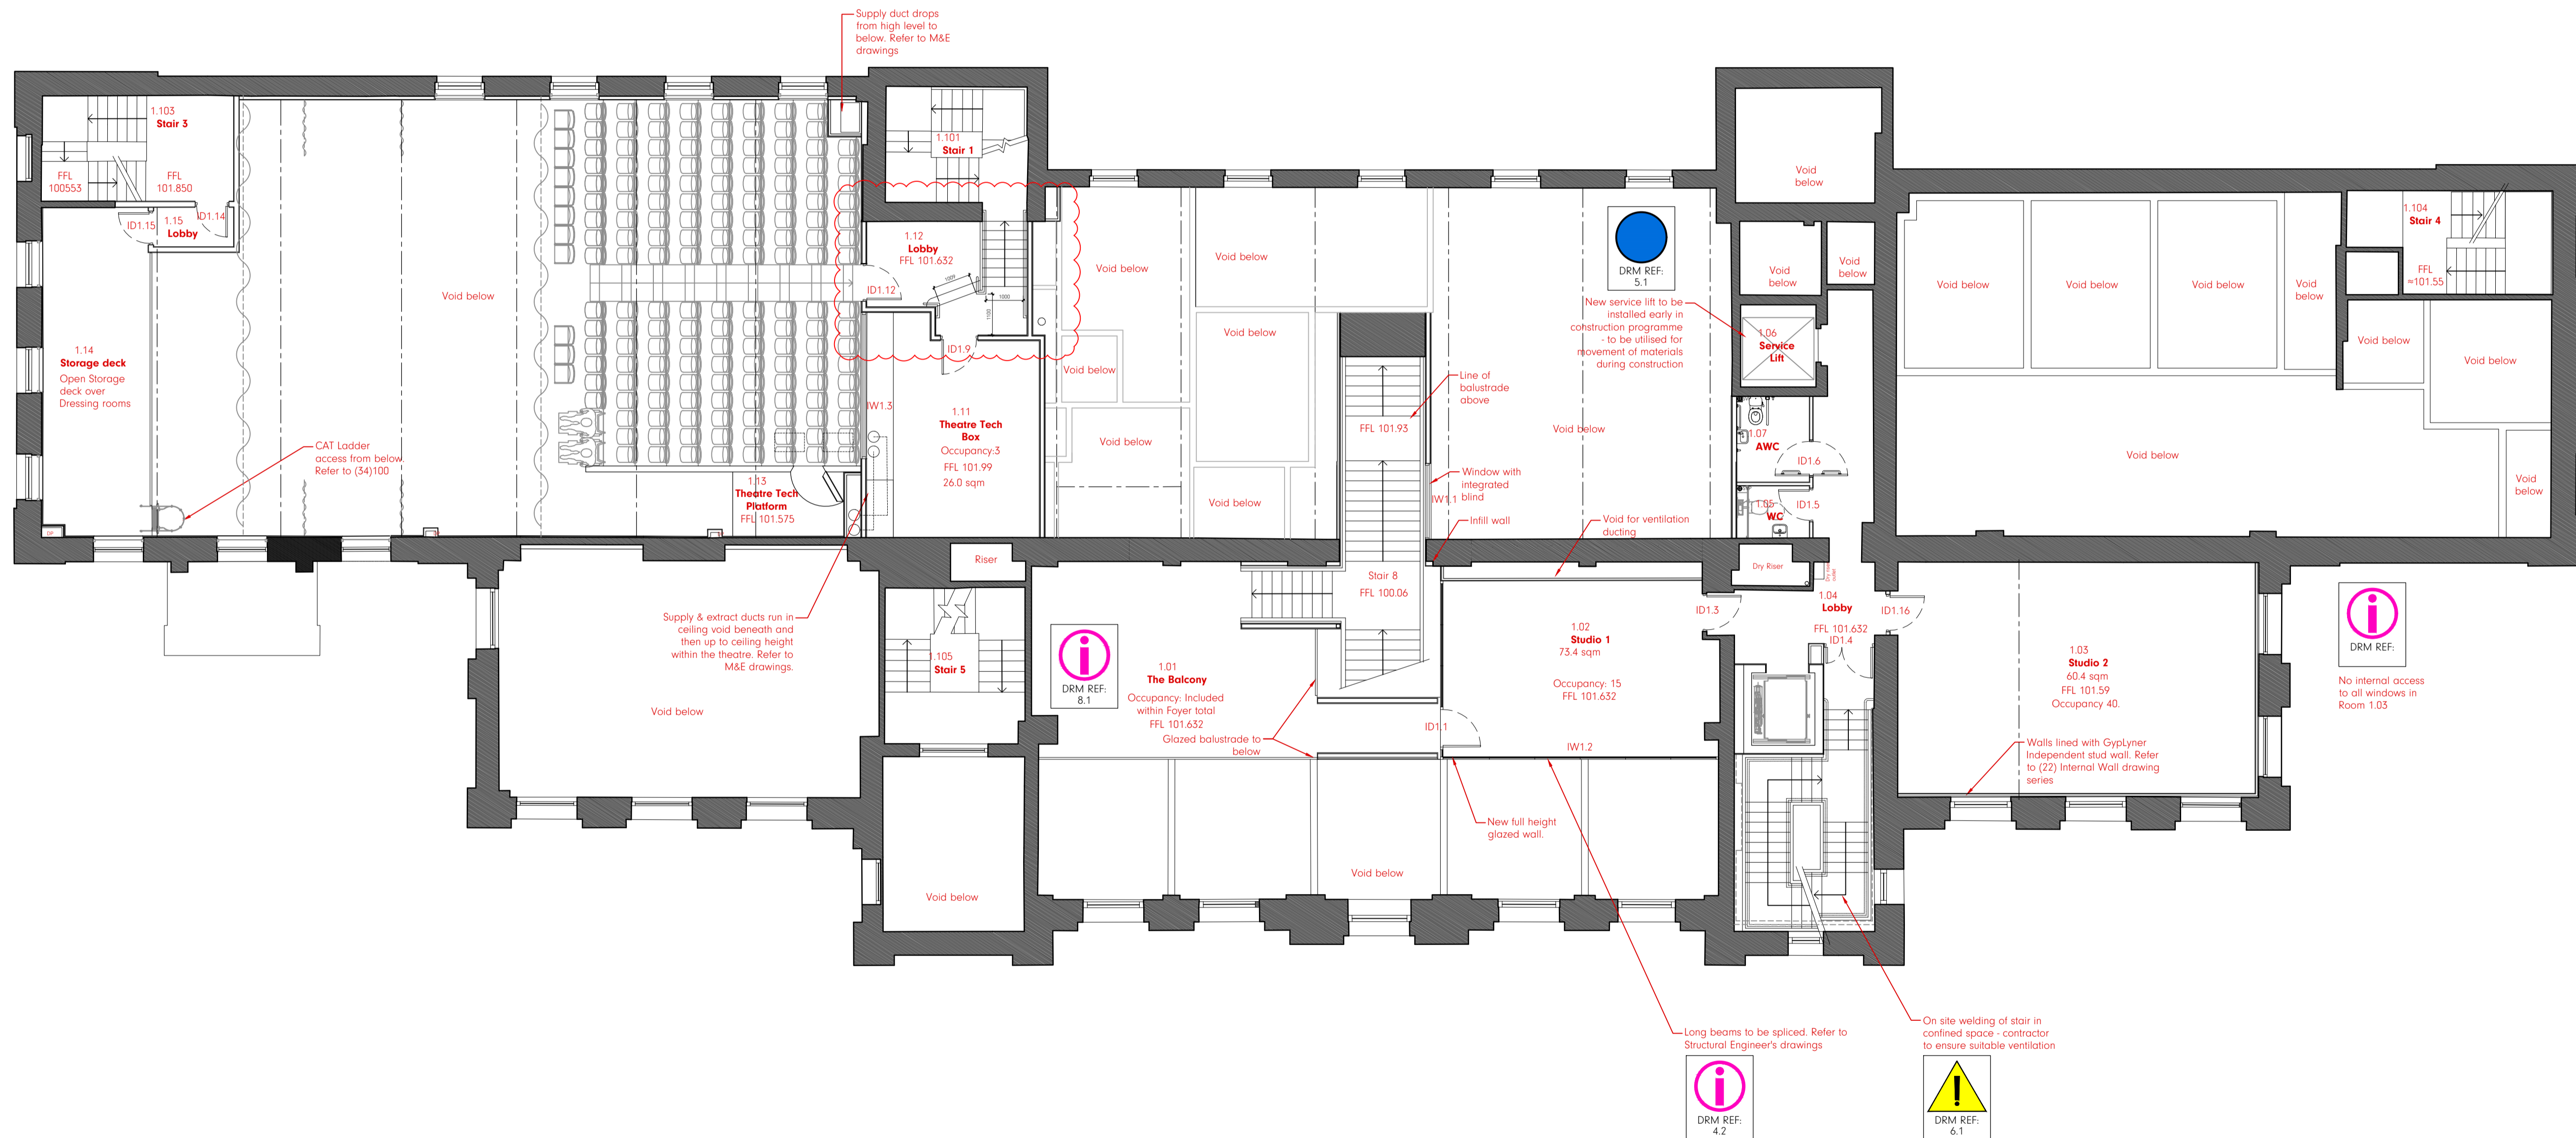 Supply duct drops
from high level to
below. Refer to M&E
drawings
1.103
Stair 3
FFL
100553
FFL
101.850
ID1.15
1.15
Lobby
ID1.14
1.14
Storage deck
Open Storage
deck over
Dressing rooms
CAT Ladder
access from below.
Refer to (34)100
DP
Void below
1.101
Stair 1
1.12
Lobby
FFL 101.632
ID1.12
1009
1000
1100
ID1.9
IW1.3
1.11
Theatre Tech
Box
Occupancy:3
FFL 101.99
26.0 sqm
1.13
Theatre Tech
Platform
FFL 101.575
Void below
Void below
Void below
Void below
Void below
Void below
DRM REF:
5.1
New service lift to be
installed early in
construction programme
- to be utilised for
movement of materials
during construction
Line of
balustrade
above
FFL 101.93
Void below
Window with
integrated
blind
IW1.1
Infill wall
Void for ventilation
ducting
Void
below
Void
below
Void
below
1.06
Service
Lift
1.07
AWC
ID1.6
1.05
WC
ID1.5
Void below
Void below
Void below
Void
below
1.104
Stair 4
FFL
≈101.55
Void below
Void below
Void below
Void
below
Riser
Supply & extract ducts run in
ceiling void beneath and
then up to ceiling height
within the theatre. Refer to
M&E drawings.
Void below
1.105
Stair 5
Void below
DRM REF:
8.1
1.01
The Balcony
Occupancy: Included
within Foyer total
FFL 101.632
Glazed balustrade to
below
Stair 8
FFL 100.06
1.02
Studio 1
73.4 sqm
Occupancy: 15
FFL 101.632
ID1.1
IW1.2
ID1.3
Dry Riser
Dry riser
outlet
1.04
Lobby
FFL 101.632
ID1.4
ID1.16
1.03
Studio 2
60.4 sqm
FFL 101.59
Occupancy 40.
DRM REF:
No internal access
to all windows in
Room 1.03
Walls lined with GypLyner
Independent stud wall. Refer
to (22) Internal Wall drawing
series
New full height
glazed wall.
Void below
Long beams to be spliced. Refer to
Structural Engineer's drawings
DRM REF:
4.2
On site welding of stair in
confined space - contractor
to ensure suitable ventilation
DRM REF:
6.1